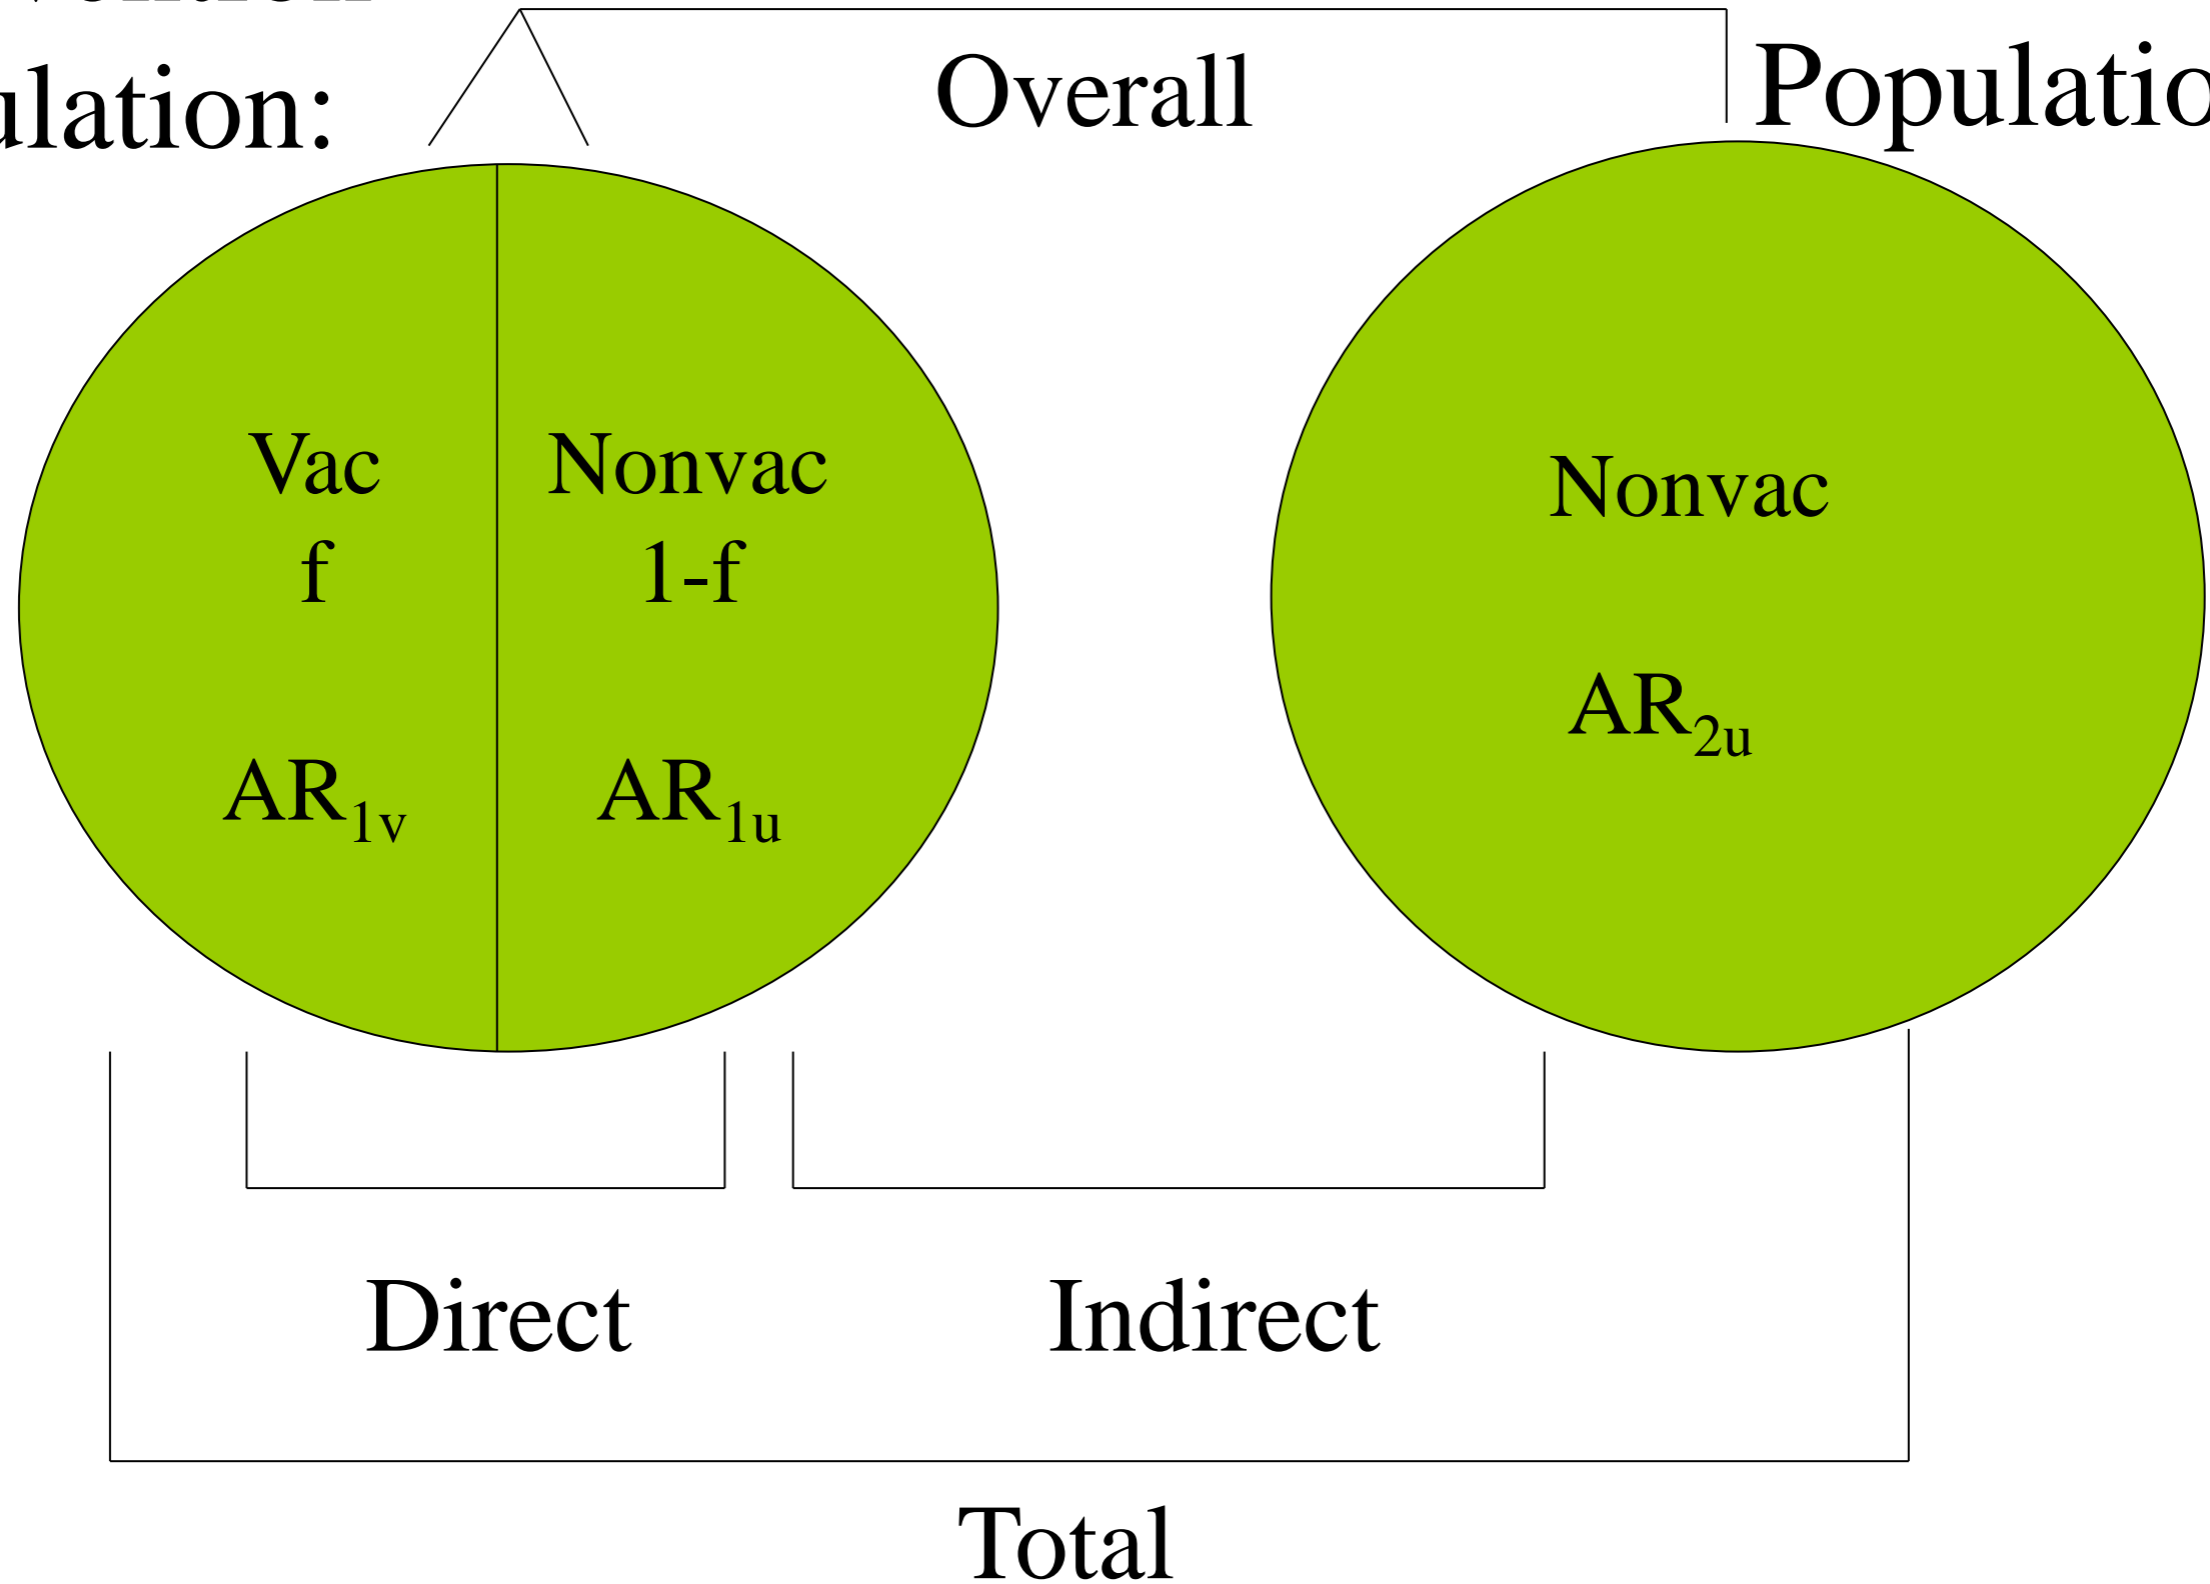 ulation:
Overall
Populatio
Vac
f
AR1v
Nonvac
1-f
AR1u
Nonvac
AR2u
Direct
Indirect
Total